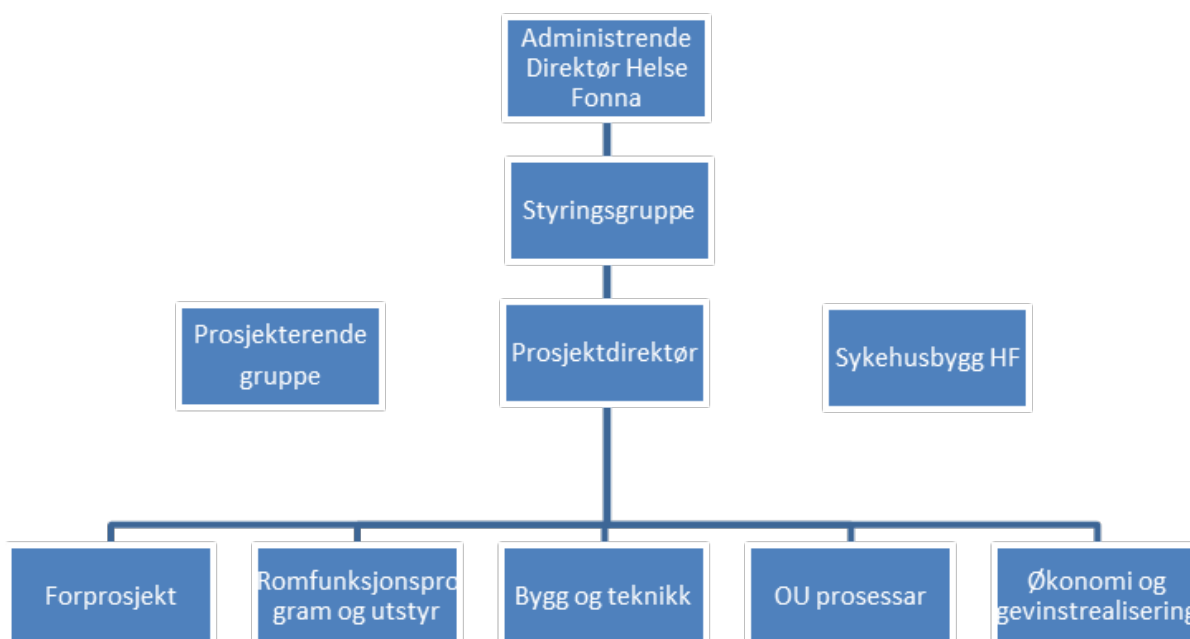 Administrende
Direktør Helse
Fonna
Styringsgruppe
Prosjekterende
gruppe
Prosjektdirektør
Sykehusbygg HF
Forprosjekt
Romfunksjonspro
gram og utstyr
Bygg og teknikk
OU prosessar
Økonomi og
gevinstrealisering